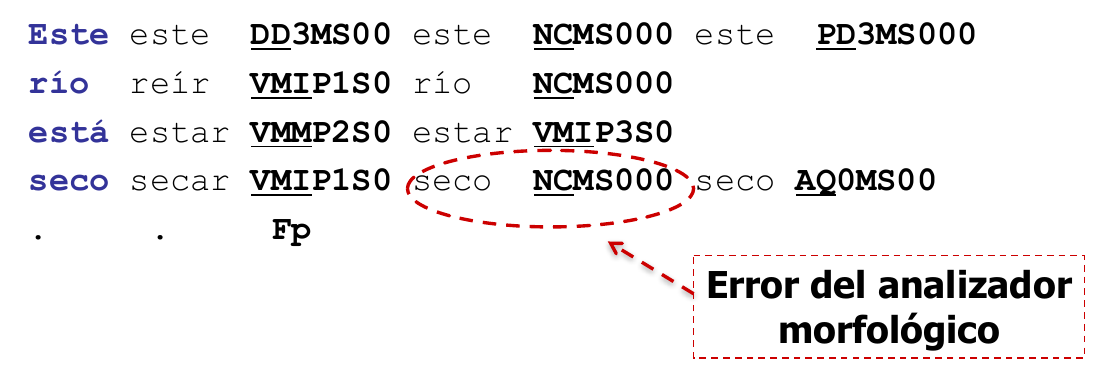 Este este DD3MS00 este NCMS000 este PD3MS000
río reír VMIP1S0 río NCMS000
está estar VMMP2S0 estar VMIP3S0
seco secar VMIP1S0 seco NCMS000 seco AQ0MS00
. . Fp
Error del analizador
morfológico